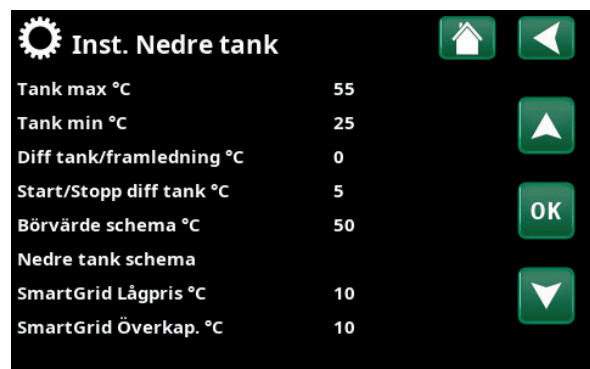 Inst. Nedre tank
Tank max °C 55
Tank min °C 25
Diff tank/framledning °C 0
Start/Stopp diff tank °C 5
OK
Börvärde schema °C 50
Nedre tank schema
SmartGrid Lågpris °C 10
SmartGrid Överkap. °C 10